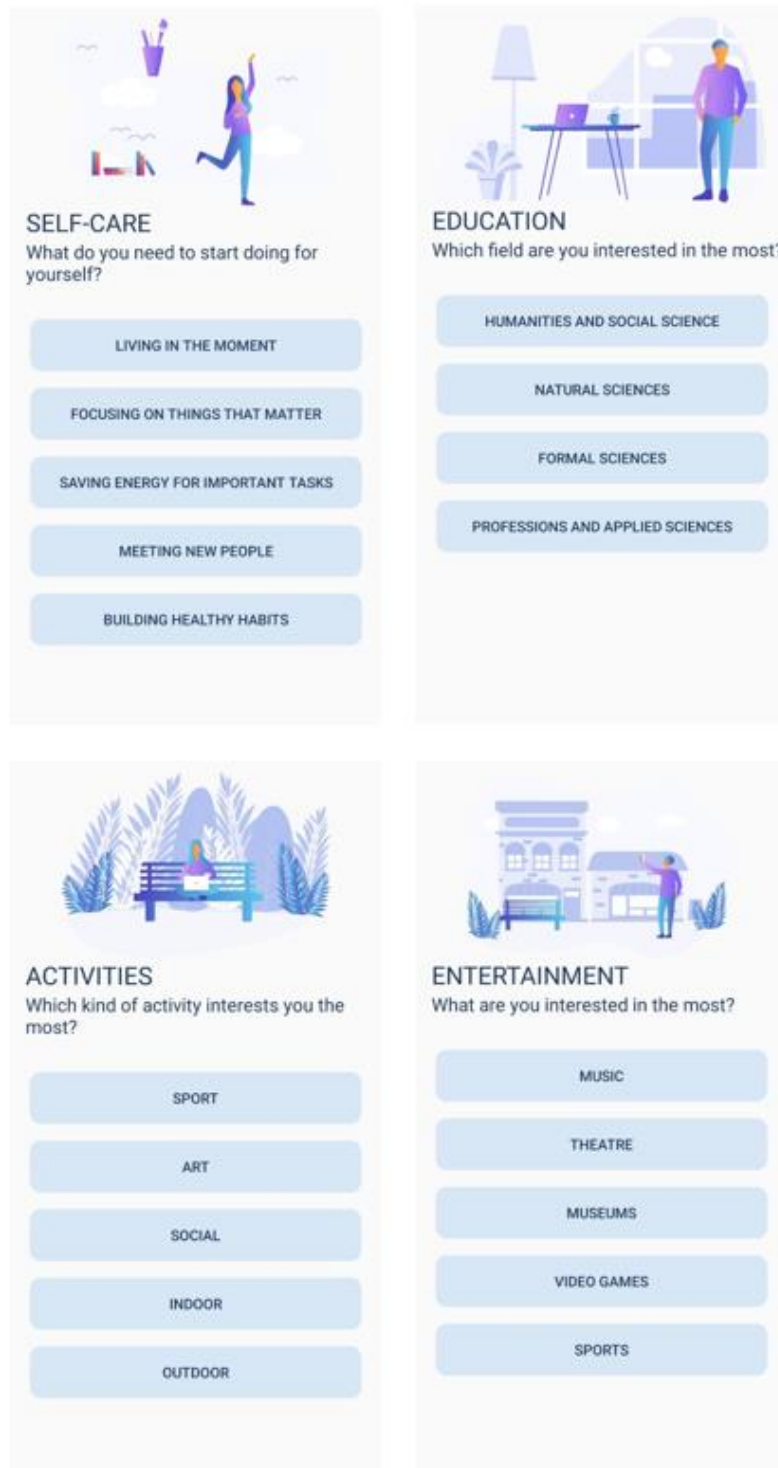 SELF-CARE
What do you need to start doing for
yourself?
LIVING IN THE MOMENT
FOCUSING ON THINGS THAT MATTER
SAVING ENERGY FOR IMPORTANT TASKS
MEETING NEW PEOPLE
BUILDING HEALTHY HABITS
EDUCATION
Which field are you interested in the most?
HUMANITIES AND SOCIAL SCIENCE
NATURAL SCIENCES
FORMAL SCIENCES
PROFESSIONS AND APPLIED SCIENCES
ACTIVITIES
Which kind of activity interests you the
most?
SPORT
ART
SOCIAL
INDOOR
OUTDOOR
ENTERTAINMENT
What are you interested in the most?
MUSIC
THEATRE
MUSEUMS
VIDEO GAMES
SPORTS